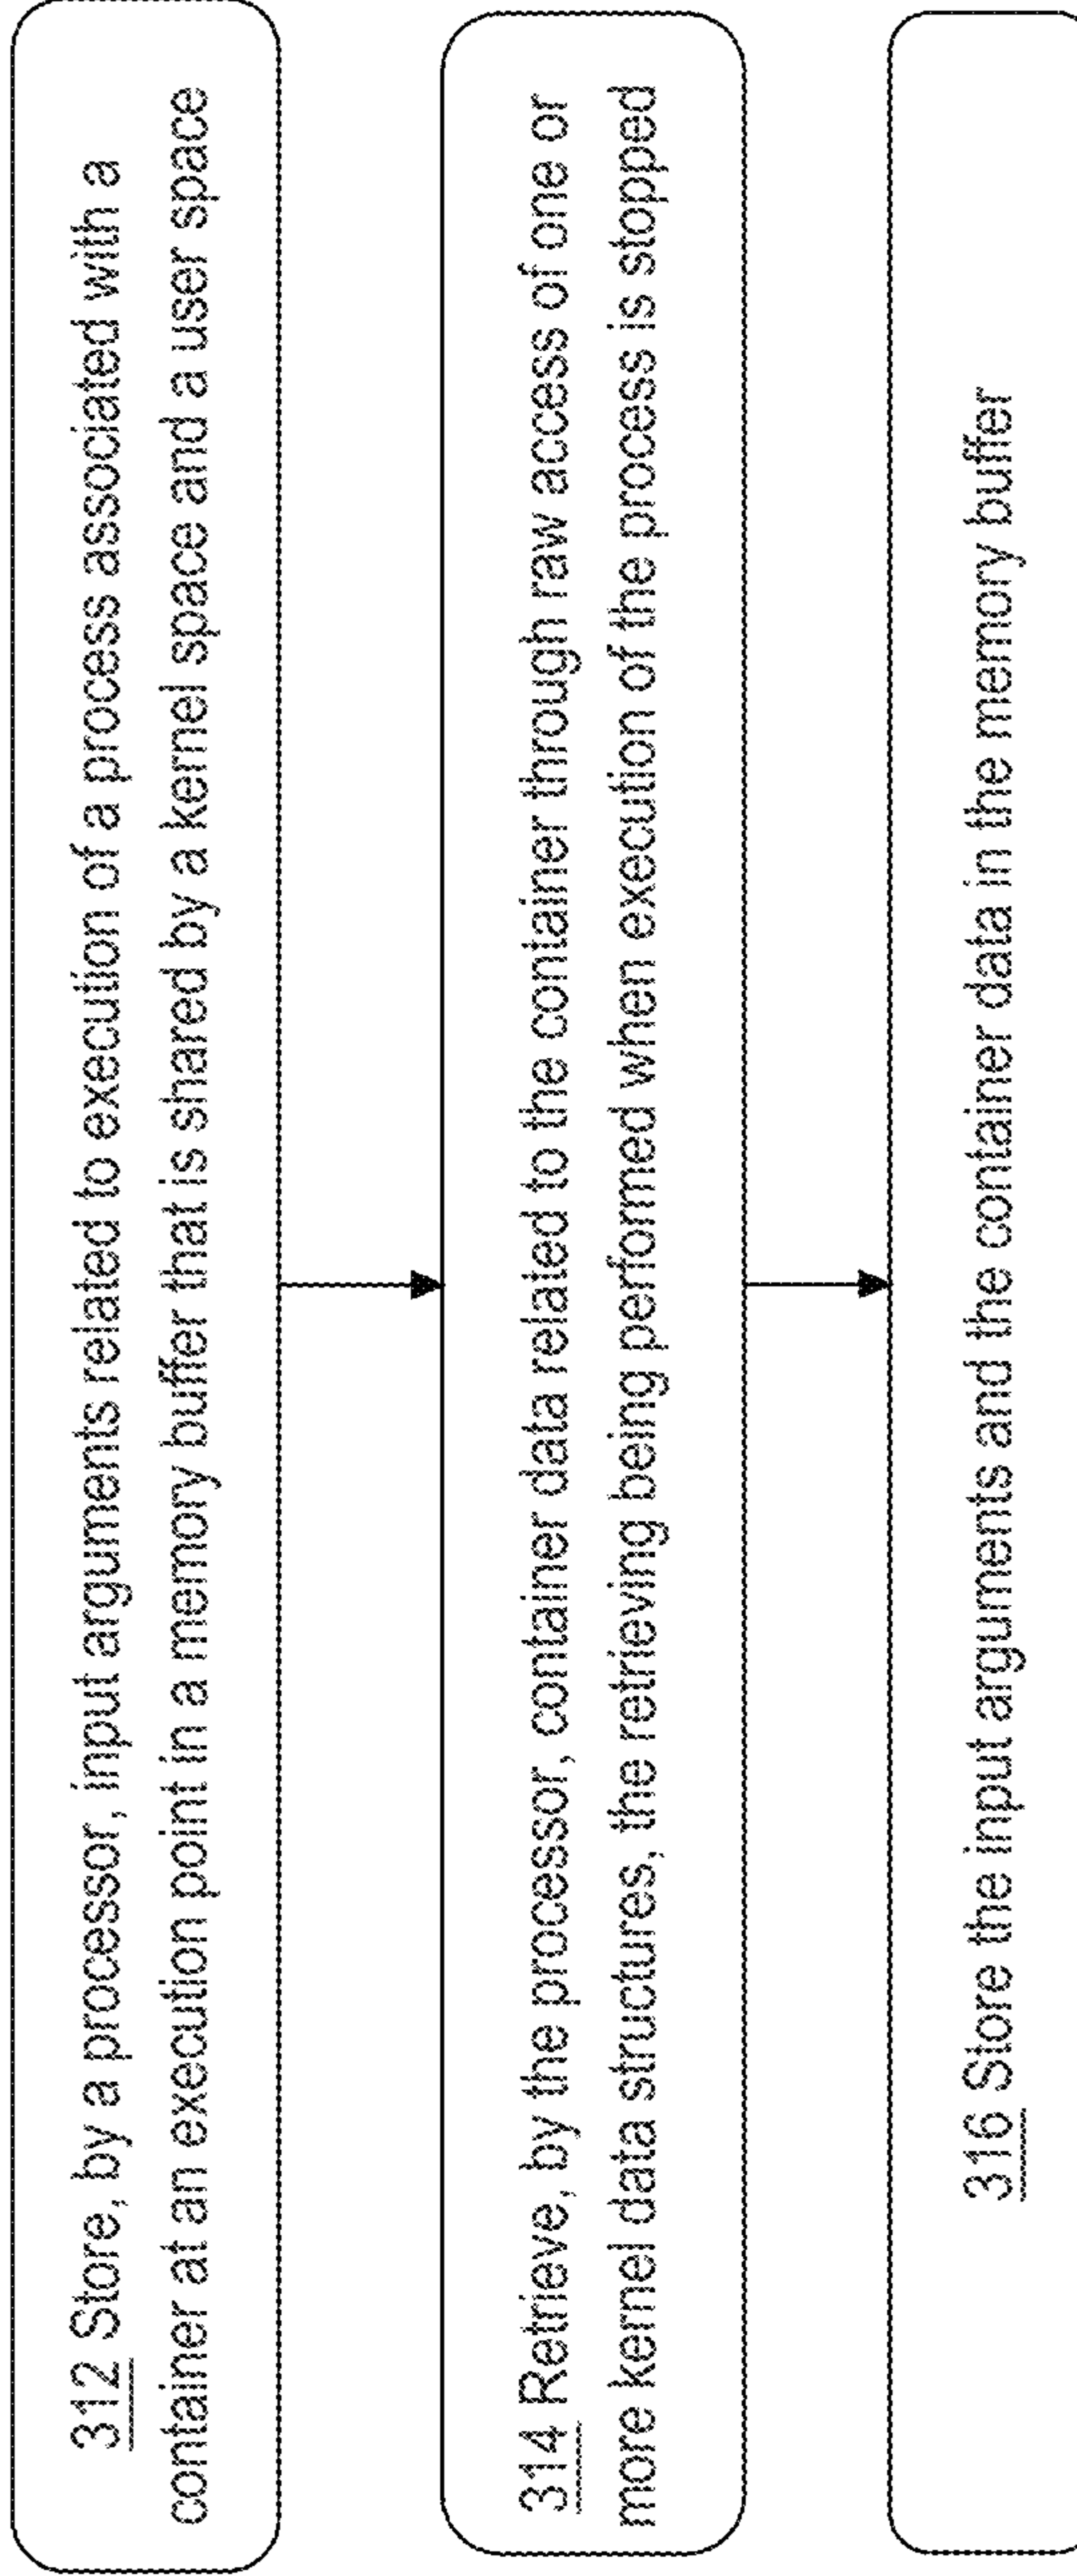 312 Store, by a processor, input arguments related to execution of a process associated with a
container at an execution point in a memory buffer that is shared by a kernel space and a user space
314 Retrieve, by the processor, container data related to the container through raw access of one or
more kernel data structures, the retrieving being performed when execution of the process is stopped
316 Store the input arguments and the container data in the memory buffer